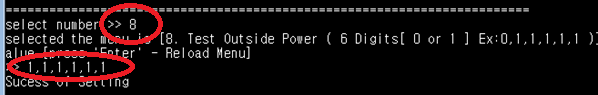 ================================================================
select number >> 8
selected the menu is [8. Test Outside Power ( 6 Digits[ 0 or 1 ] Ex:0,1,1,1,1,1 )]
alue [press 'Enter' - Reload Menu]
>> 1,1,1,1,1,1
Sucess of Setting